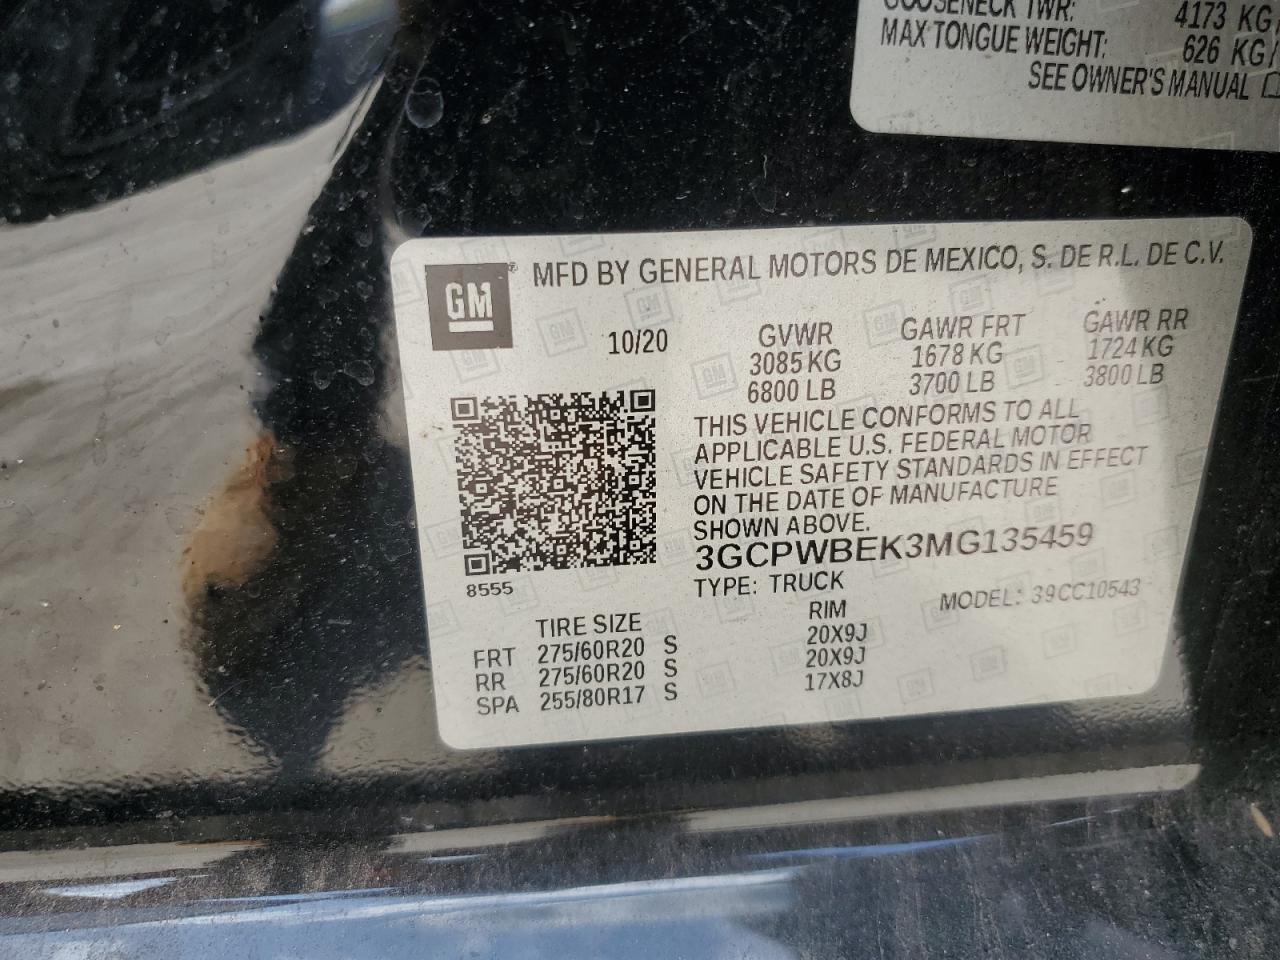 GOOSENECK TWR: 4173 KG
MAX TONGUE WEIGHT: 626 KG/
SEE OWNER'S MANUAL
GM® MFD BY GENERAL MOTORS DE MEXICO, S. DE R.L. DE C.V.
10/20 GVWR GAWR FRT GAWR RR
3085 KG 1678 KG 1724 KG
6800 LB 3700 LB 3800 LB
THIS VEHICLE CONFORMS TO ALL
APPLICABLE U.S. FEDERAL MOTOR
VEHICLE SAFETY STANDARDS IN EFFECT
ON THE DATE OF MANUFACTURE
SHOWN ABOVE.
3GCPWBEK3MG135459
8555 TYPE: TRUCK MODEL: 39CC10543
TIRE SIZE RIM
FRT 275/60R20 S 20X9J
RR 275/60R20 S 20X9J
SPA 255/80R17 S 17X8J